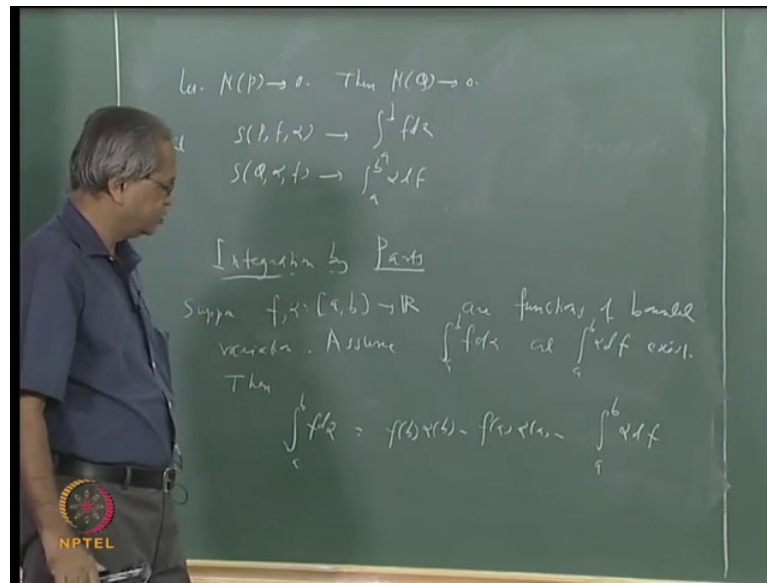 Let μ(P) → 0. Then μ(Q) → 0.
S(P, f, α) → ∫_a^b f dα
S(Q, α, f) → ∫_a^b α df
Integration by Parts
Suppose f, α: [a, b] → ℝ are functions of bounded
variation. Assume ∫_a^b f dα and ∫_a^b α df exist.
Then
∫_a^b f dα = f(b) α(b) - f(a) α(a) - ∫_a^b α df
NPTEL